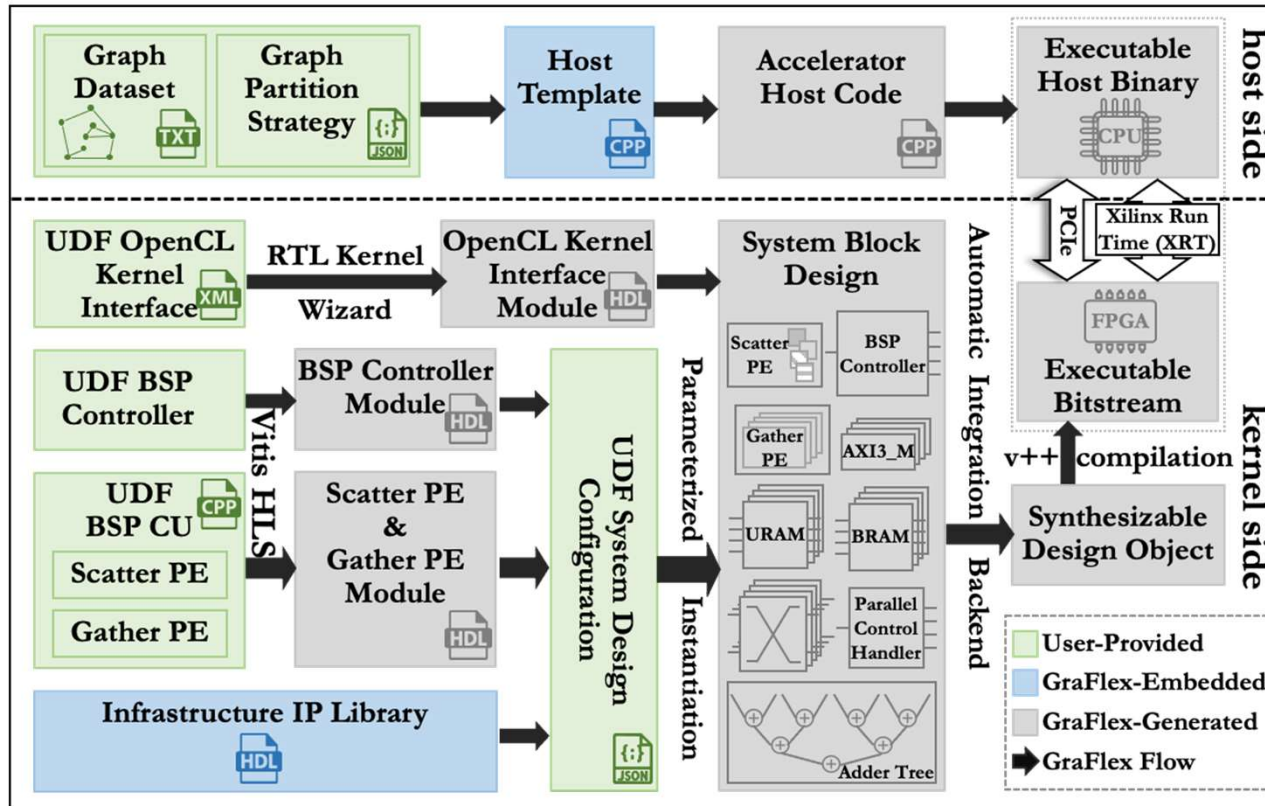 Graph
Dataset
TXT
Graph
Partition
Strategy
{;}
JSON
Host
Template
CPP
Accelerator
Host Code
CPP
Executable
Host Binary
CPU
host side
PCIe
Xilinx Run
Time (XRT)
UDF OpenCL
Kernel
Interface
XML
RTL Kernel
Wizard
OpenCL Kernel
Interface
Module
HDL
System Block
Design
Scatter
PE
BSP
Controller
Gather
PE
AXI3_M
URAM
BRAM
Parallel
Control
Handler
Adder Tree
Automatic Integration Backend
FPGA
Executable
Bitstream
v++ compilation
Synthesizable
Design Object
kernel side
UDF BSP
Controller
Vitis HLS
BSP Controller
Module
HDL
UDF
BSP CU
CPP
Scatter PE
Gather PE
Scatter PE
&
Gather PE
Module
HDL
UDF System Design
Configuration
{;}
JSON
Parameterized Instantiation
Infrastructure IP Library
HDL
User-Provided
GraFlex-Embedded
GraFlex-Generated
GraFlex Flow